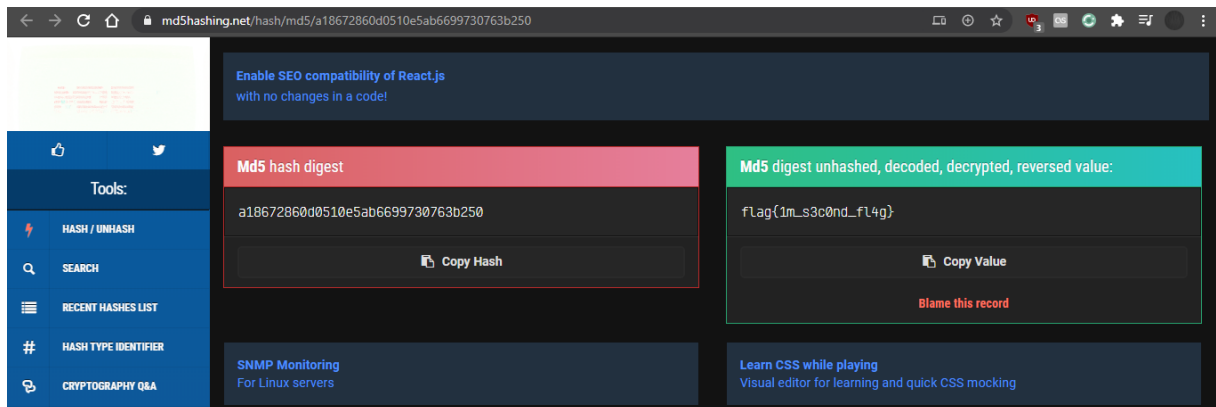 md5hashing.net/hash/md5/a18672860d0510e5ab6699730763b250
3
Enable SEO compatibility of React.js
with no changes in a code!
Tools:
HASH / UNHASH
SEARCH
RECENT HASHES LIST
HASH TYPE IDENTIFIER
CRYPTOGRAPHY Q&A
Md5 hash digest
a18672860d0510e5ab6699730763b250
Copy Hash
Md5 digest unhashed, decoded, decrypted, reversed value:
flag{1m_s3c0nd_fl4g}
Copy Value
Blame this record
SNMP Monitoring
For Linux servers
Learn CSS while playing
Visual editor for learning and quick CSS mocking